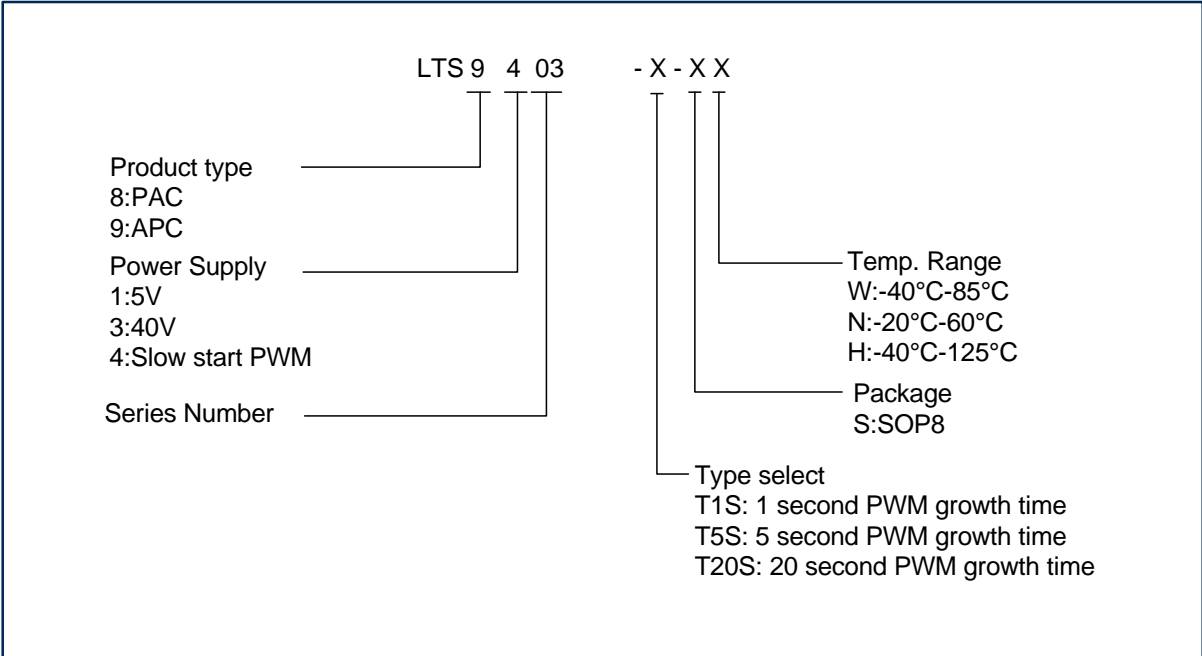 LTS 9 4 03 - X - X X
Product type
8:PAC
9:APC
Power Supply
1:5V
3:40V
4:Slow start PWM
Series Number
Temp. Range
W:-40°C-85°C
N:-20°C-60°C
H:-40°C-125°C
Package
S:SOP8
Type select
T1S: 1 second PWM growth time
T5S: 5 second PWM growth time
T20S: 20 second PWM growth time